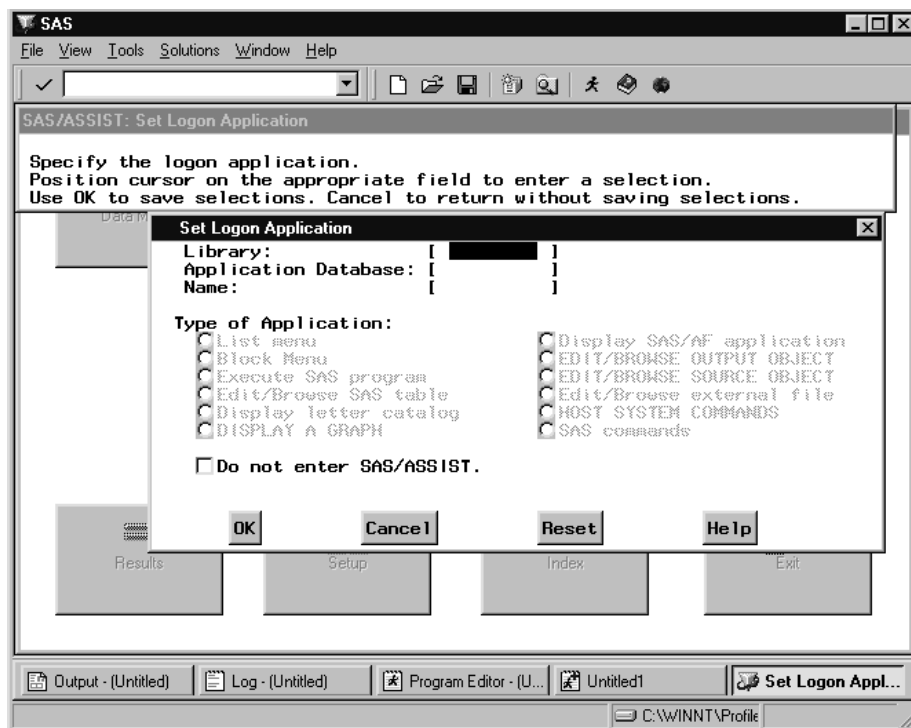 SAS
File View Tools Solutions Window Help
SAS/ASSIST: Set Logon Application
Specify the logon application.
Position cursor on the appropriate field to enter a selection.
Use OK to save selections. Cancel to return without saving selections.
Data M
Set Logon Application
Library: [ ]
Application Database: [ ]
Name: [ ]
Type of Application:
List menu
Block Menu
Execute SAS program
Edit/Browse SAS table
Display letter catalog
DISPLAY A GRAPH
Display SAS/AF application
EDIT/BROWSE OUTPUT OBJECT
EDIT/BROWSE SOURCE OBJECT
Edit/Browse external file
HOST SYSTEM COMMANDS
SAS commands
Do not enter SAS/ASSIST.
OK Cancel Reset Help
Results Setup Index Exit
Output - (Untitled) Log - (Untitled) Program Editor - (U... Untitled1 Set Logon Appl...
C:\WINNT\Profile